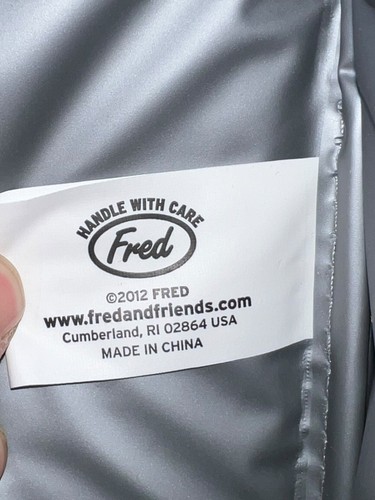 HANDLE WITH CARE
Fred
©2012 FRED
www.fredandfriends.com
Cumberland, RI 02864 USA
MADE IN CHINA